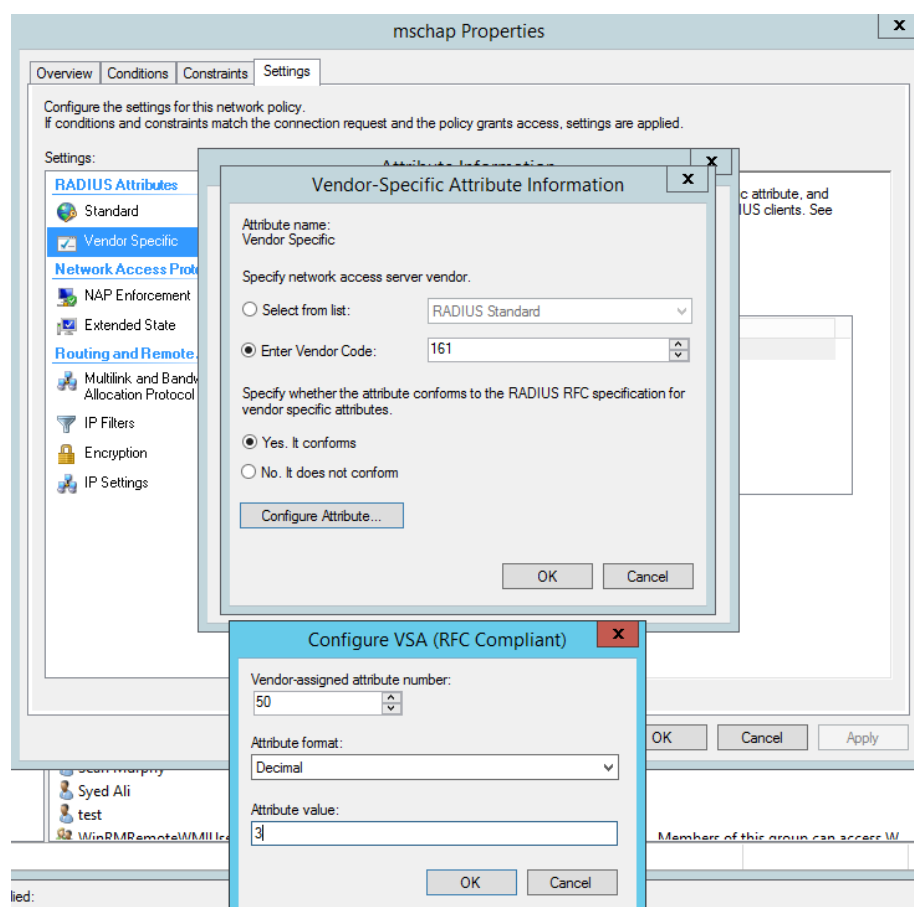 mschap Properties
Overview
Conditions
Constraints
Settings
Configure the settings for this network policy.
If conditions and constraints match the connection request and the policy grants access, settings are applied.
Settings:
RADIUS Attributes
Standard
Vendor Specific
Network Access Prot
NAP Enforcement
Extended State
Routing and Remote
Multilink and Bandw
Allocation Protocol
IP Filters
Encryption
IP Settings
Attribute Information
c attribute, and
IUS clients. See
Vendor-Specific Attribute Information
Attribute name:
Vendor Specific
Specify network access server vendor.
Select from list:
RADIUS Standard
Enter Vendor Code:
161
Specify whether the attribute conforms to the RADIUS RFC specification for
vendor specific attributes.
Yes. It conforms
No. It does not conform
Configure Attribute...
OK
Cancel
Configure VSA (RFC Compliant)
Vendor-assigned attribute number:
50
Attribute format:
Decimal
Attribute value:
3
OK
Cancel
OK
Cancel
Apply
Sean Murphy
Syed Ali
test
WinRMRemoteWMIUse
Members of this group can access W
lied: